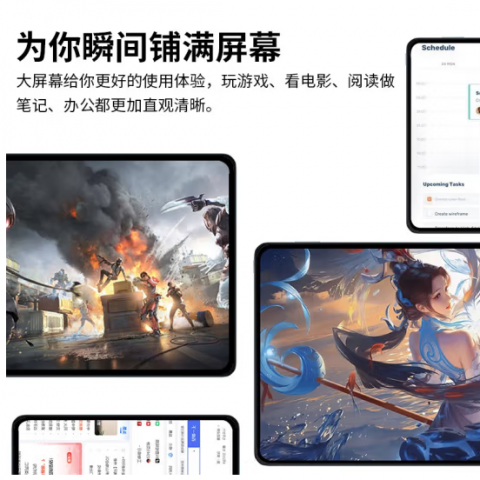 为你瞬间铺满屏幕
大屏幕给你更好的使用体验，玩游戏、看电影、阅读做
笔记、办公都更加直观清晰。
Schedule
Upcoming Tasks
Create wireframe